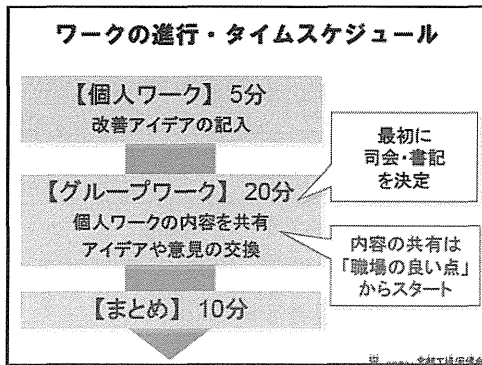 ワークの進行・タイムスケジュール
【個人ワーク】 5分
改善アイデアの記入
最初に
司会・書記
を決定
【グループワーク】 20分
個人ワークの内容を共有
アイデアや意見の交換
内容の共有は
「職場の良い点」
からスタート
【まとめ】 10分